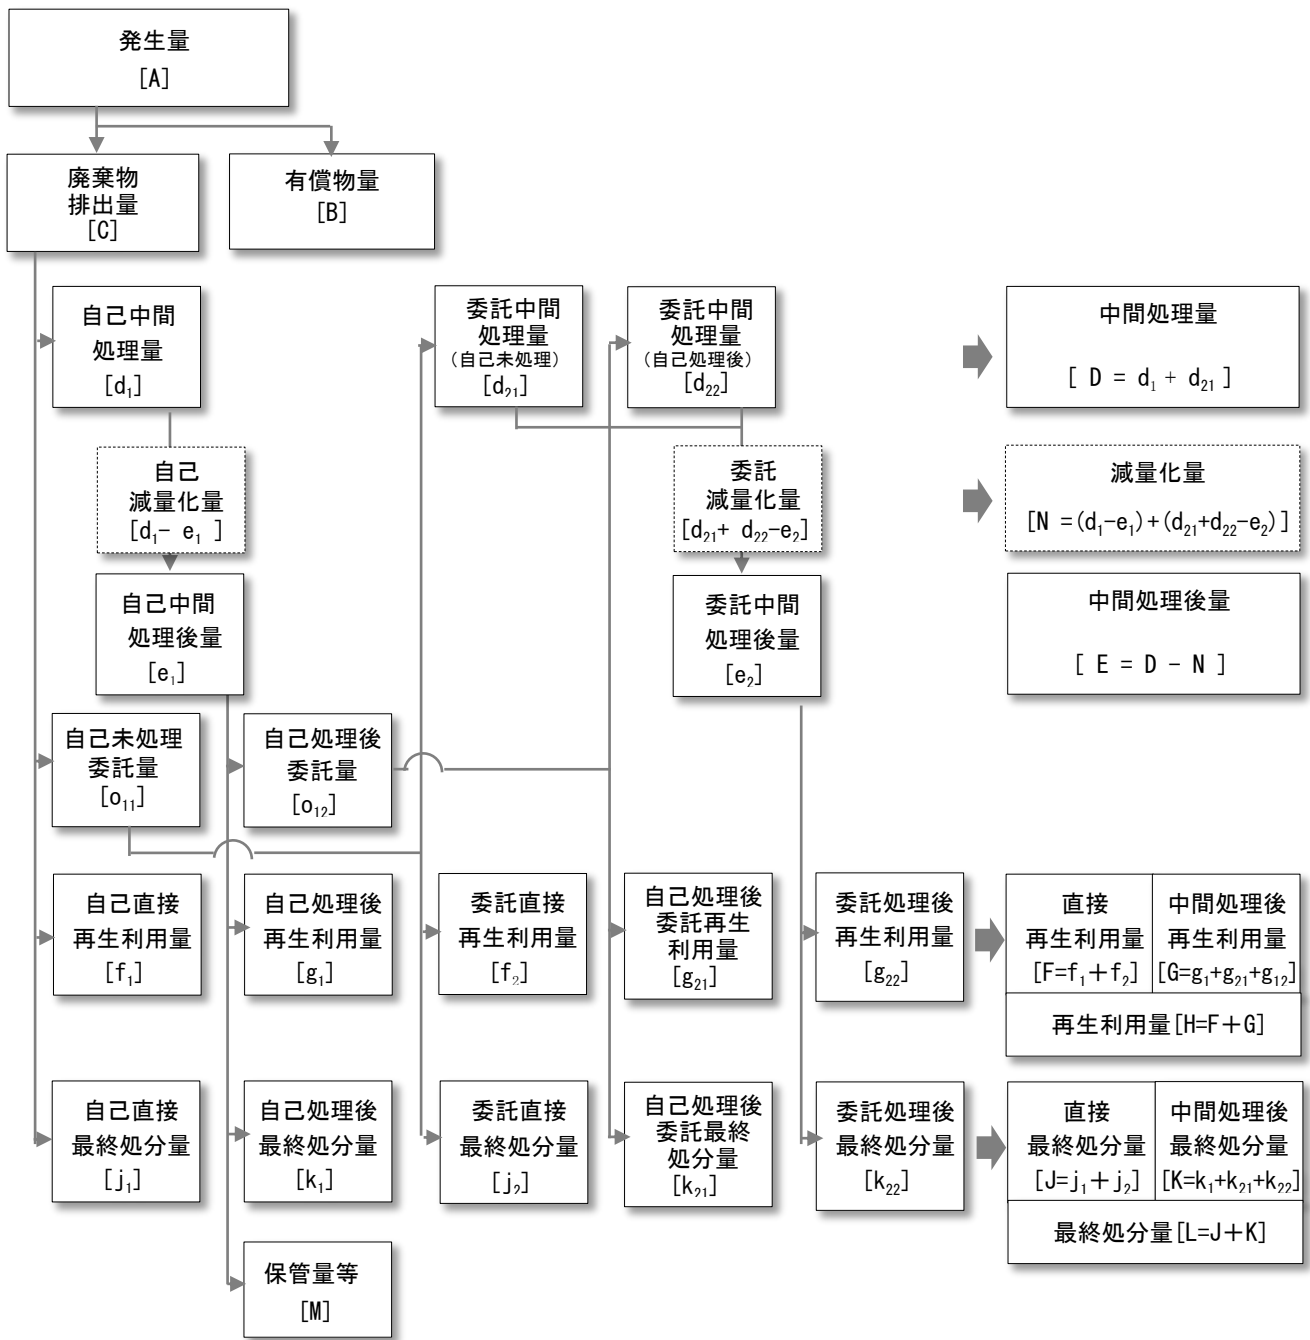 発生量
[A]
廃棄物
排出量
[C]
有償物量
[B]
自己中間
処理量
[d₁]
委託中間
処理量
(自己未処理)
[d₂₁]
委託中間
処理量
(自己処理後)
[d₂₂]
中間処理量
[ D = d₁ + d₂₁ ]
自己
減量化量
[d₁− e₁ ]
委託
減量化量
[d₂₁+ d₂₂−e₂]
減量化量
[N =(d₁−e₁)+(d₂₁+d₂₂−e₂)]
自己中間
処理後量
[e₁]
委託中間
処理後量
[e₂]
中間処理後量
[ E = D − N ]
自己未処理
委託量
[o₁₁]
自己処理後
委託量
[o₁₂]
自己直接
再生利用量
[f₁]
自己処理後
再生利用量
[g₁]
委託直接
再生利用量
[f₂]
自己処理後
委託再生
利用量
[g₂₁]
委託処理後
再生利用量
[g₂₂]
直接
再生利用量
[F=f₁＋f₂]
中間処理後
再生利用量
[G=g₁+g₂₁+g₁₂]
再生利用量[H=F＋G]
自己直接
最終処分量
[j₁]
自己処理後
最終処分量
[k₁]
委託直接
最終処分量
[j₂]
自己処理後
委託最終
処分量
[k₂₁]
委託処理後
最終処分量
[k₂₂]
直接
最終処分量
[J=j₁＋j₂]
中間処理後
最終処分量
[K=k₁+k₂₁+k₂₂]
最終処分量[L=J＋K]
保管量等
[M]